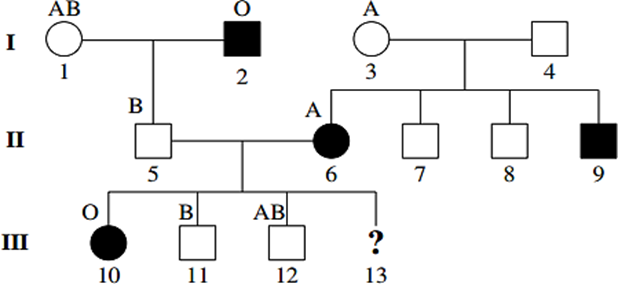 AB O A
I
1 2 3 4
B A
II
5 6 7 8 9
O B AB
III ?
10 11 12 13